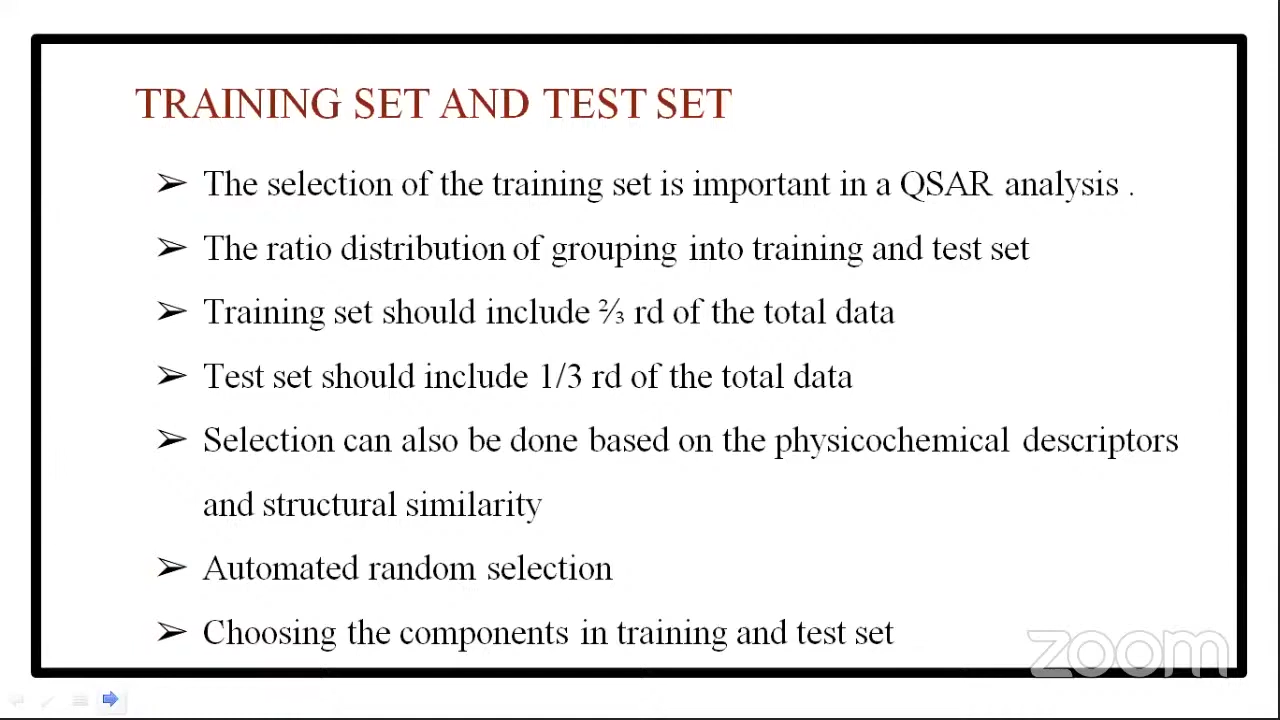 TRAINING SET AND TEST SET
➢ The selection of the training set is important in a QSAR analysis .
➢ The ratio distribution of grouping into training and test set
➢ Training set should include ⅔ rd of the total data
➢ Test set should include 1/3 rd of the total data
➢ Selection can also be done based on the physicochemical descriptors
and structural similarity
➢ Automated random selection
➢ Choosing the components in training and test set
zoom